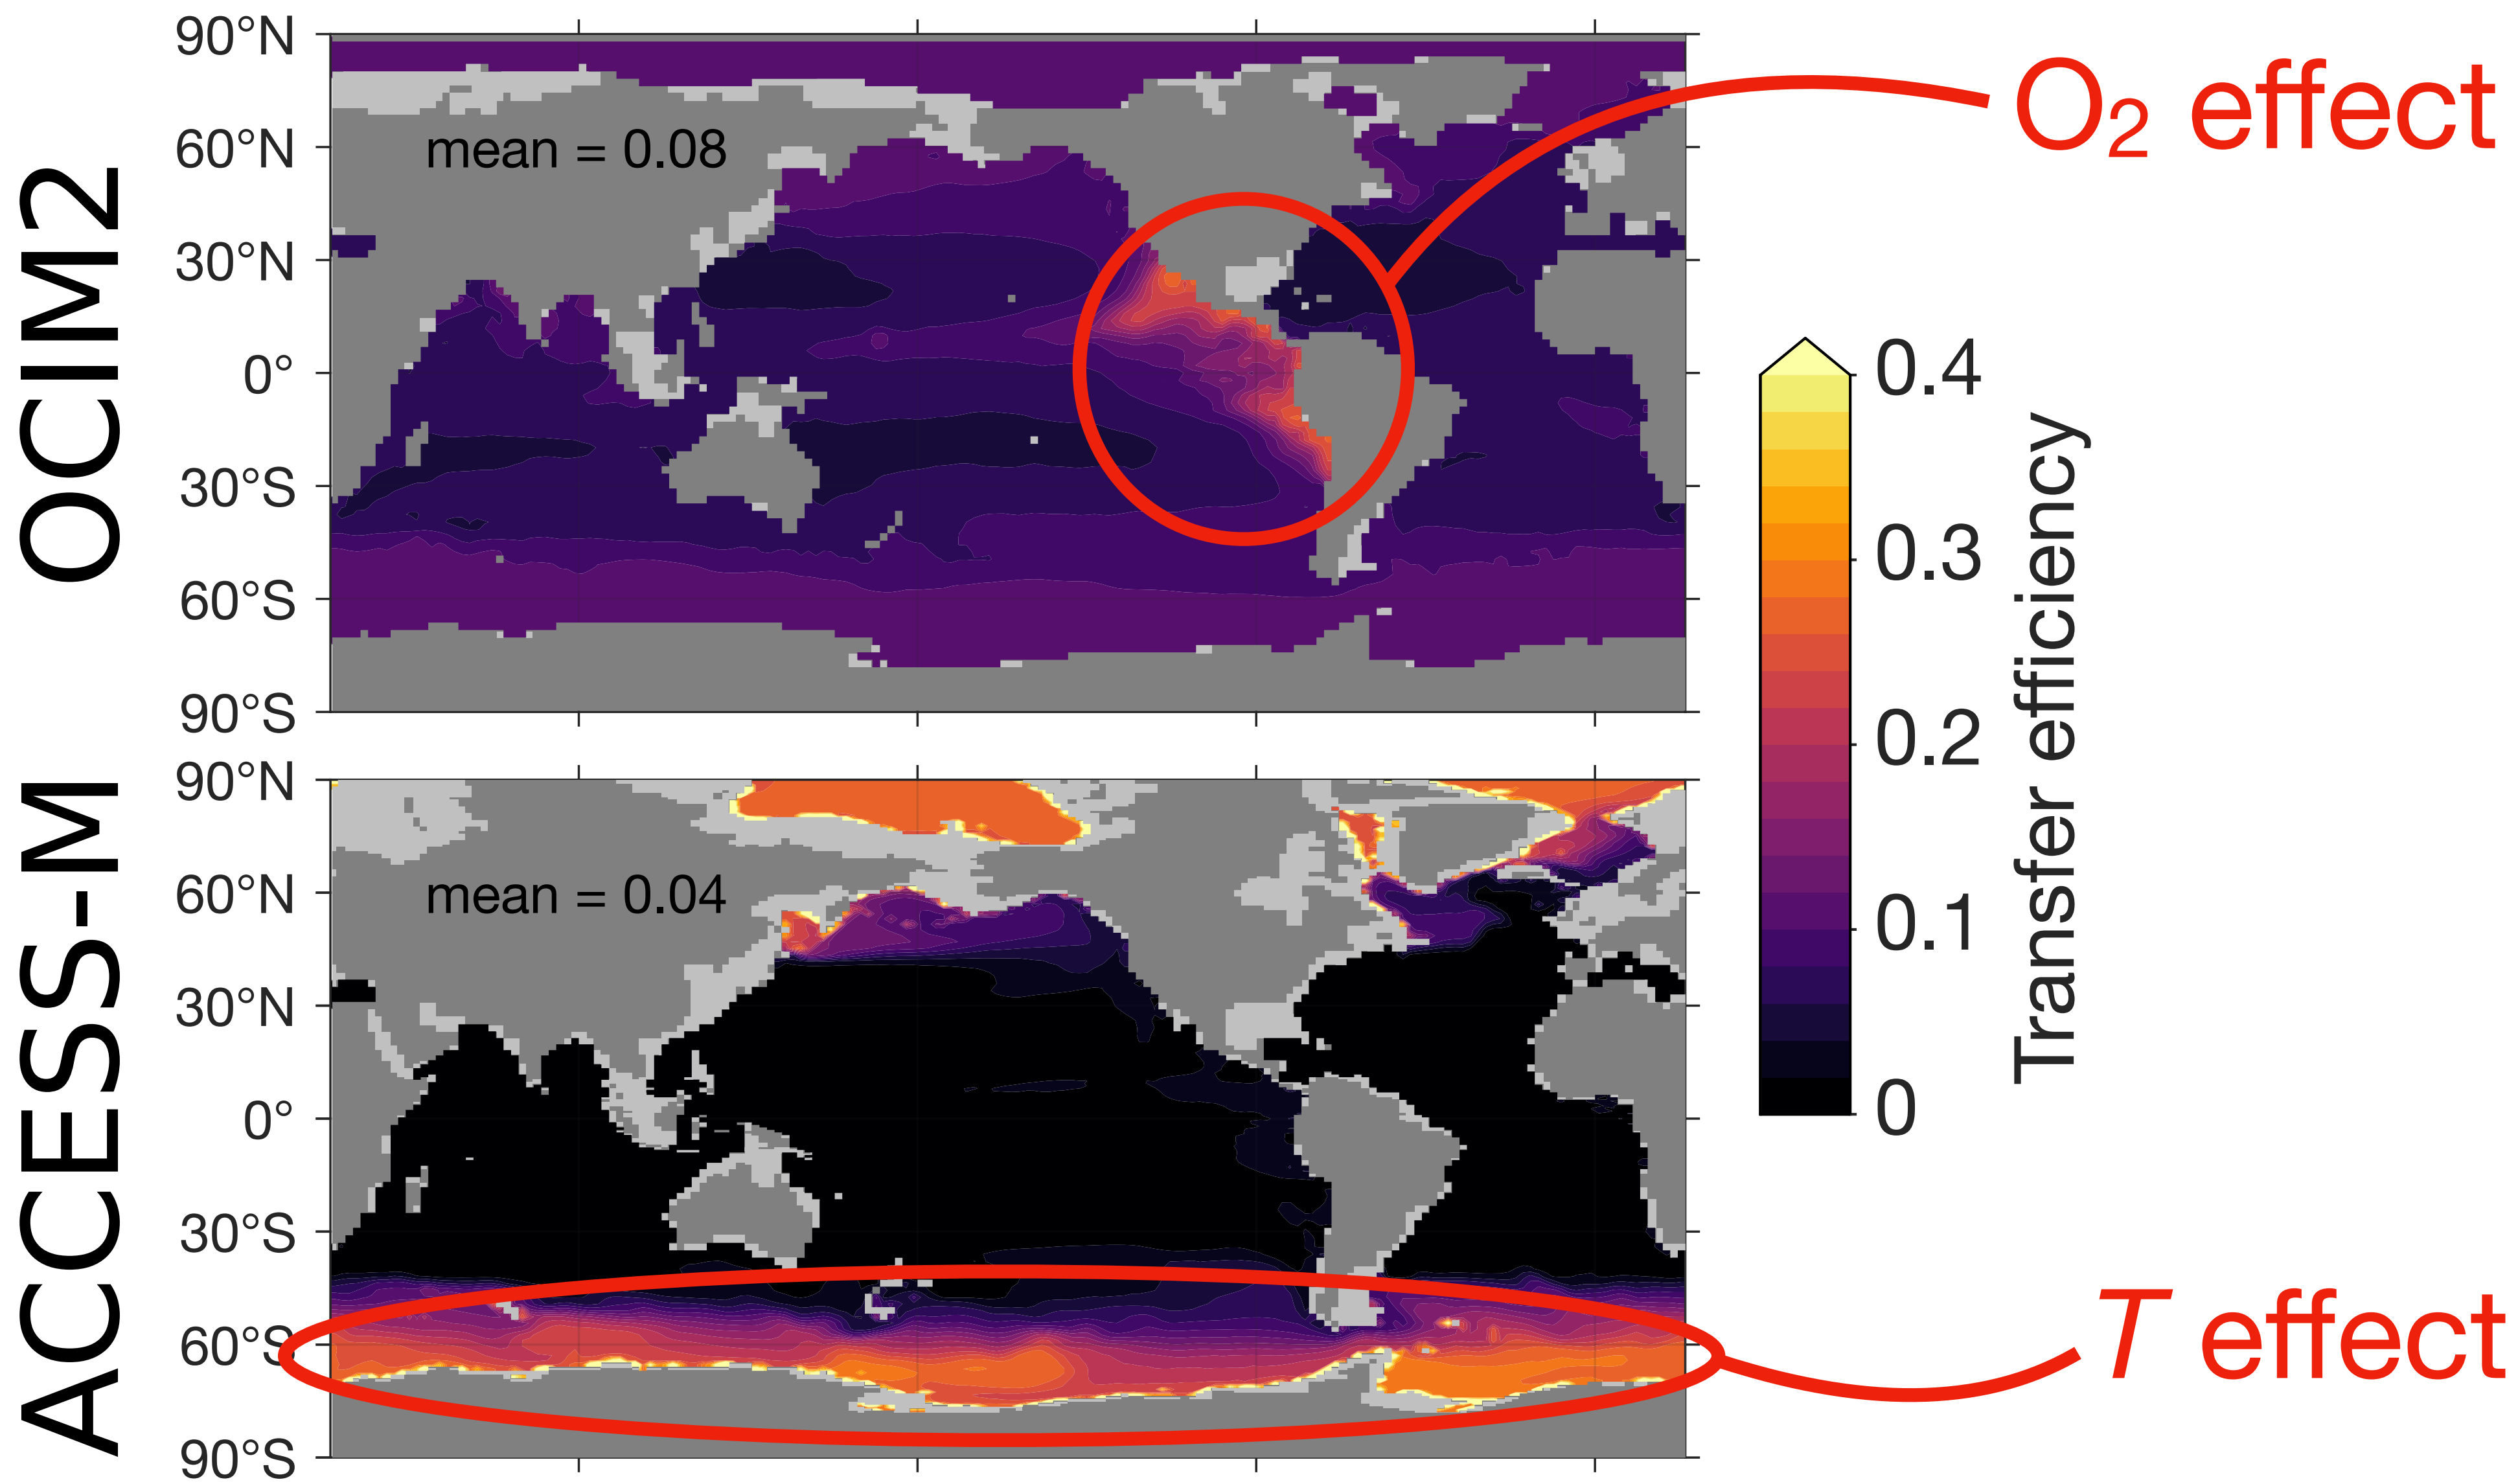 OCIM2
90°N
60°N
30°N
0°
30°S
60°S
90°S
mean = 0.08
O₂ effect
ACCESS-M
90°N
60°N
30°N
0°
30°S
60°S
90°S
mean = 0.04
T effect
0.4
0.3
0.2
0.1
0
Transfer efficiency